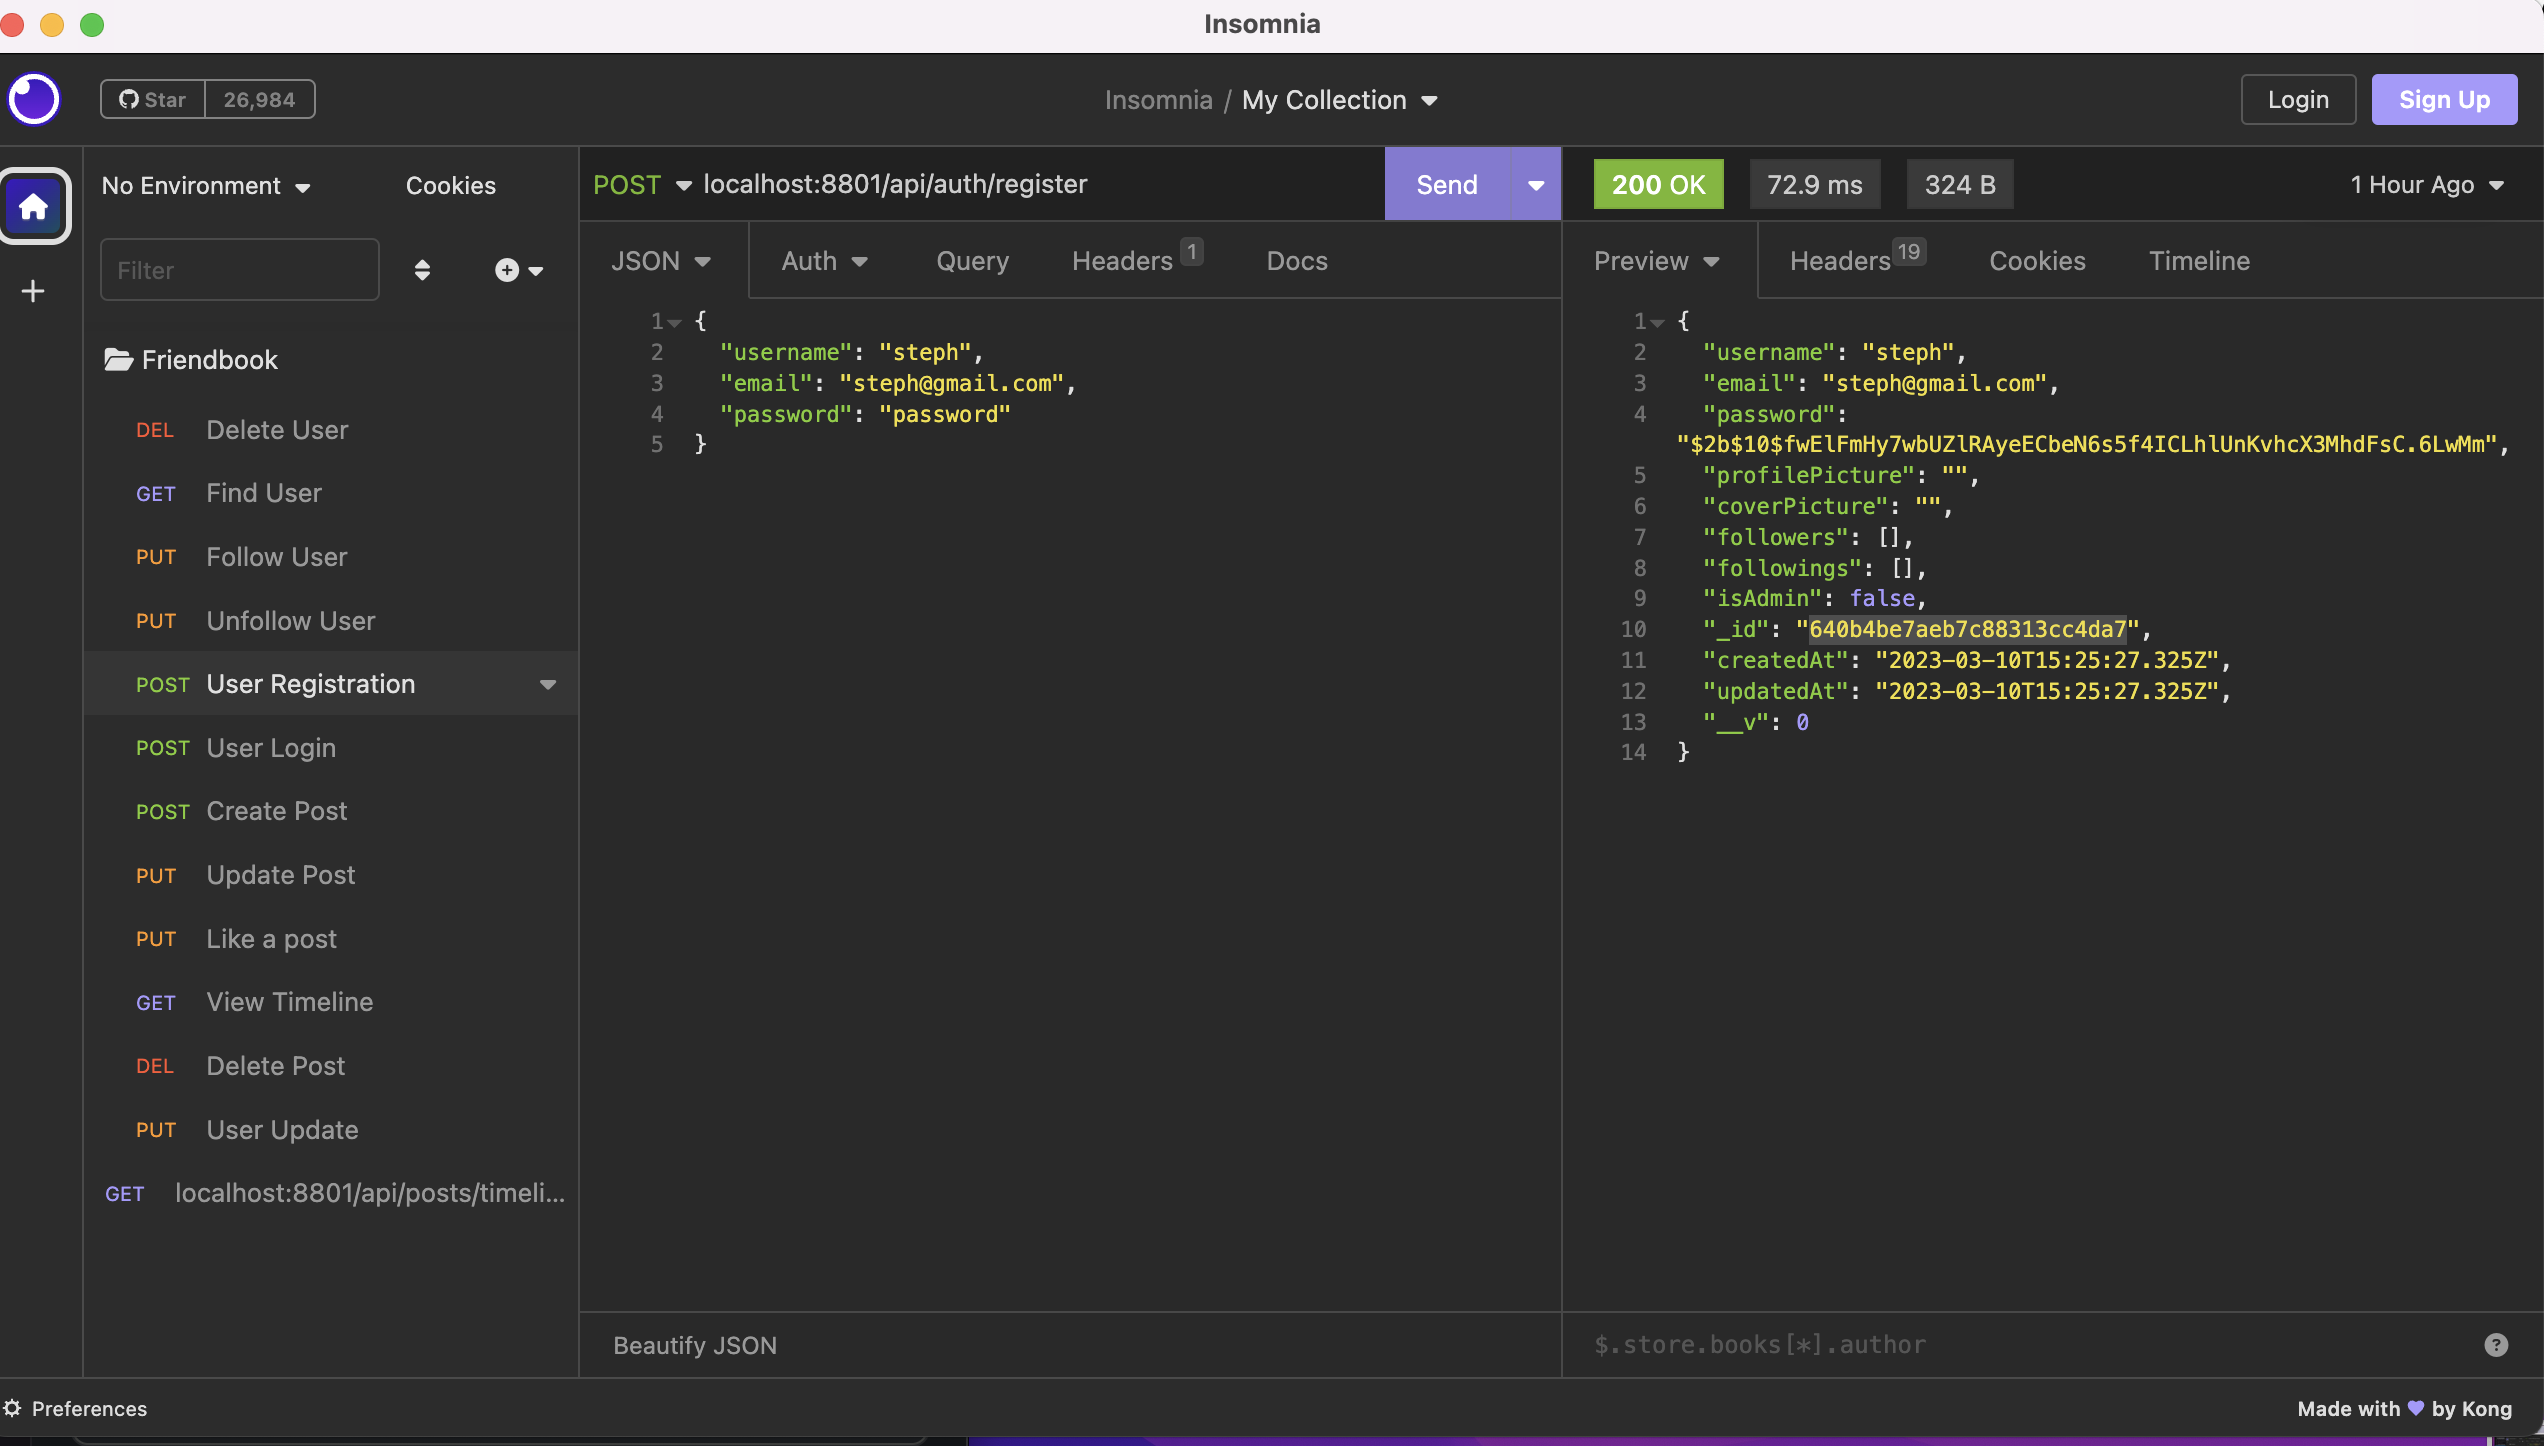 Insomnia
Star 26,984
Insomnia / My Collection
Login
Sign Up
No Environment
Cookies
Filter
Friendbook
DEL Delete User
GET Find User
PUT Follow User
PUT Unfollow User
POST User Registration
POST User Login
POST Create Post
PUT Update Post
PUT Like a post
GET View Timeline
DEL Delete Post
PUT User Update
GET localhost:8801/api/posts/timeli...
POST localhost:8801/api/auth/register
Send
JSON Auth Query Headers 1 Docs
1 {
2 "username": "steph",
3 "email": "steph@gmail.com",
4 "password": "password"
5 }
Beautify JSON
200 OK 72.9 ms 324 B 1 Hour Ago
Preview Headers 19 Cookies Timeline
1 {
2 "username": "steph",
3 "email": "steph@gmail.com",
4 "password":
"$2b$10$fwElFmHy7wbUZlRAyeECbeN6s5f4ICLhlUnKvhcX3MhdFsC.6LwMm",
5 "profilePicture": "",
6 "coverPicture": "",
7 "followers": [],
8 "followings": [],
9 "isAdmin": false,
10 "_id": "640b4be7aeb7c88313cc4da7",
11 "createdAt": "2023-03-10T15:25:27.325Z",
12 "updatedAt": "2023-03-10T15:25:27.325Z",
13 "__v": 0
14 }
$.store.books[*].author
?
Preferences
Made with 💜 by Kong